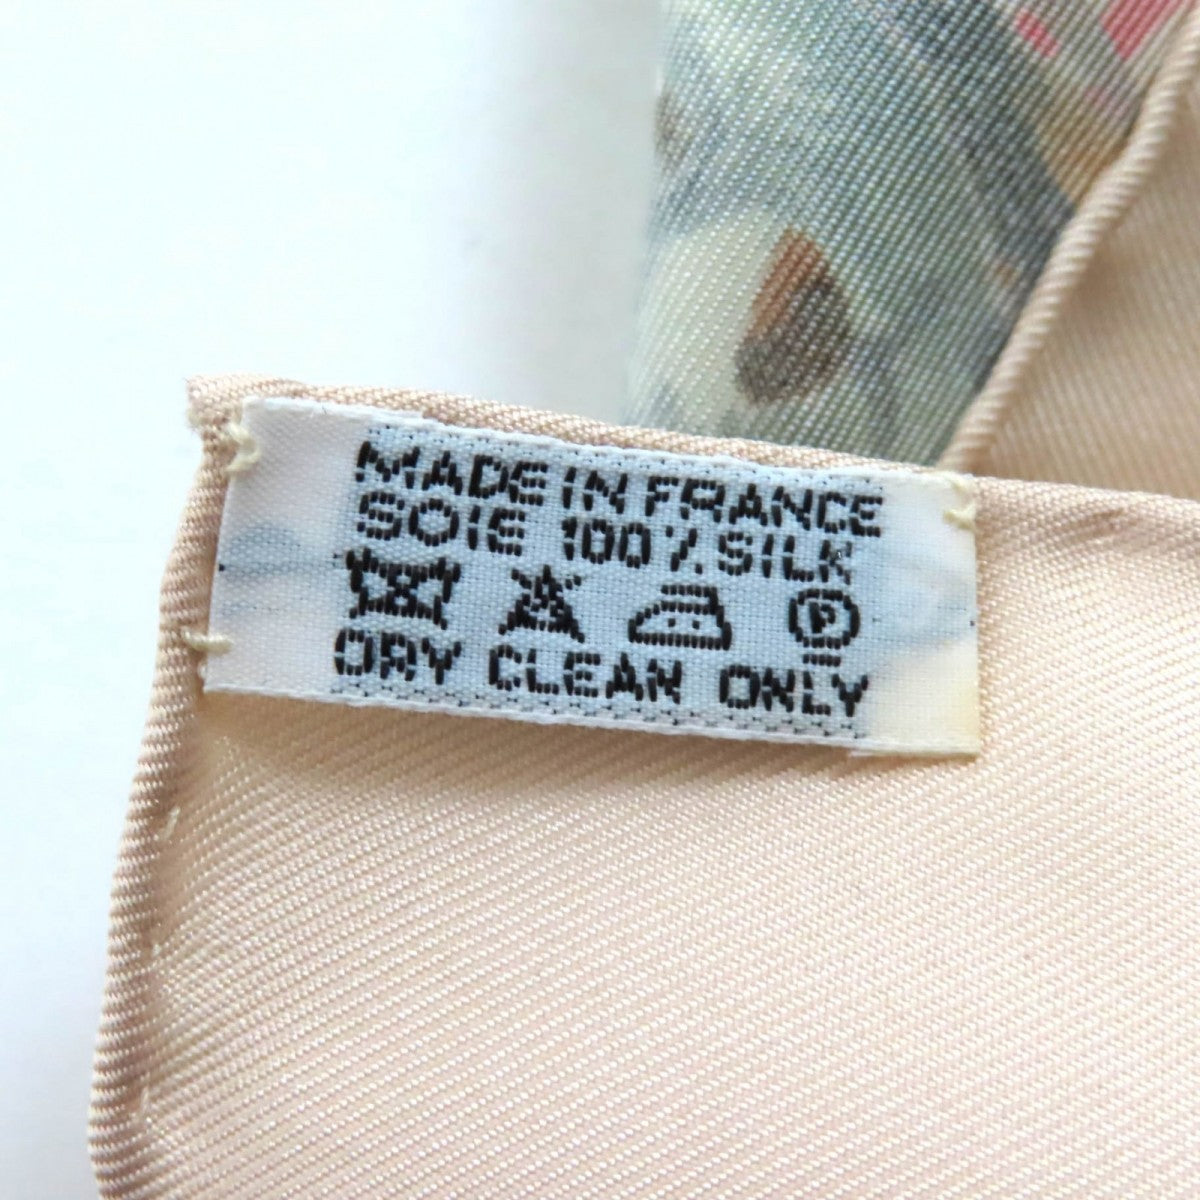 MADE IN FRANCE
SOIE 100% SILK
P
DRY CLEAN ONLY